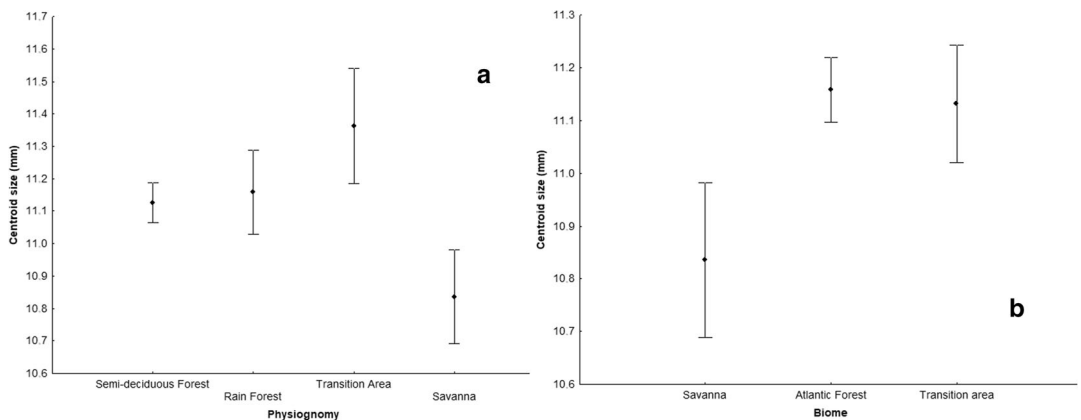 a
Centroid size (mm)
11.7
11.6
11.5
11.4
11.3
11.2
11.1
11.0
10.9
10.8
10.7
10.6
Semi-deciduous Forest
Rain Forest
Transition Area
Savanna
Physiognomy
b
Centroid size (mm)
11.3
11.2
11.1
11.0
10.9
10.8
10.7
10.6
Savanna
Atlantic Forest
Transition area
Biome